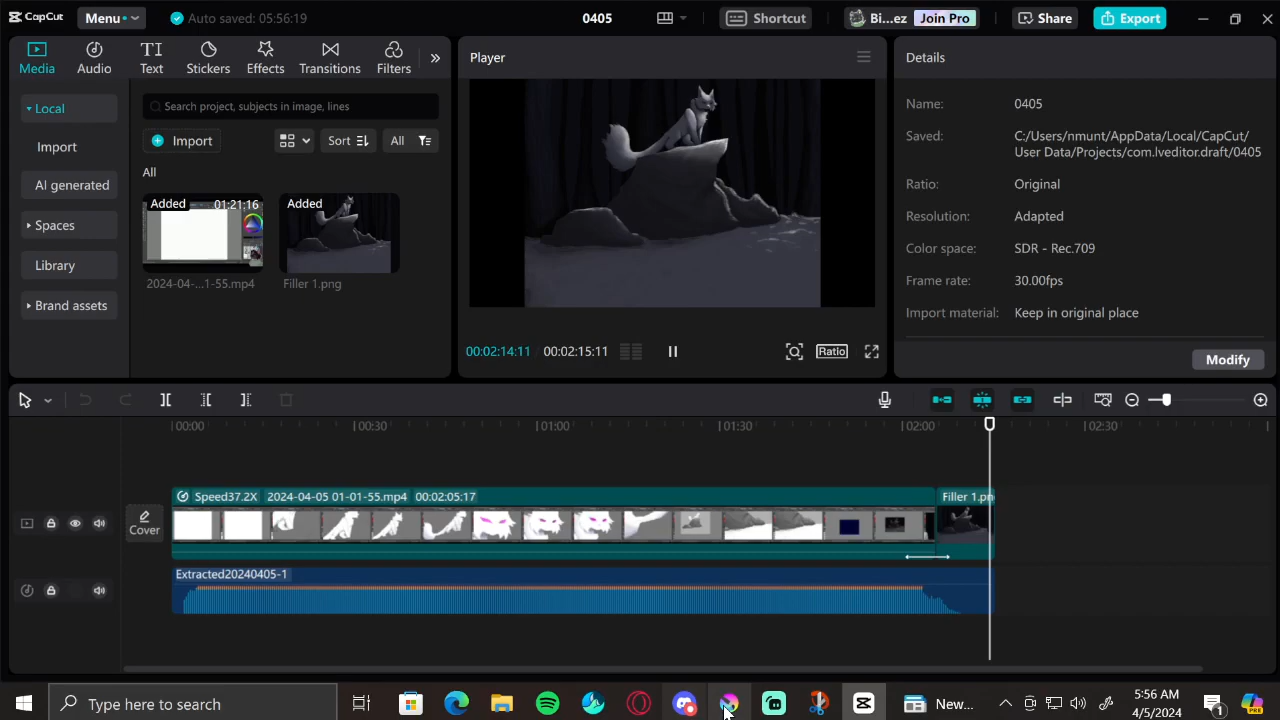 CapCut
Menu
Auto saved: 05:56:19
0405
Shortcut
Bi...ez
Join Pro
Share
Export
Media
Audio
Text
Stickers
Effects
Transitions
Filters
Local
Import
AI generated
Spaces
Library
Brand assets
Search project, subjects in image, lines
Import
Sort
All
All
Added
01:21:16
2024-04-...1-55.mp4
Added
Filler 1.png
Player
00:02:14:11
00:02:15:11
Ratio
Details
Name: 0405
Saved: C:/Users/nmunt/AppData/Local/CapCut/
User Data/Projects/com.lveditor.draft/0405
Ratio: Original
Resolution: Adapted
Color space: SDR - Rec.709
Frame rate: 30.00fps
Import material: Keep in original place
Modify
00:00
00:30
01:00
01:30
02:00
02:30
Cover
Speed37.2X 2024-04-05 01-01-55.mp4 00:02:05:17
Filler 1.pn
Extracted20240405-1
Type here to search
New...
5:56 AM
4/5/2024
1
PRE